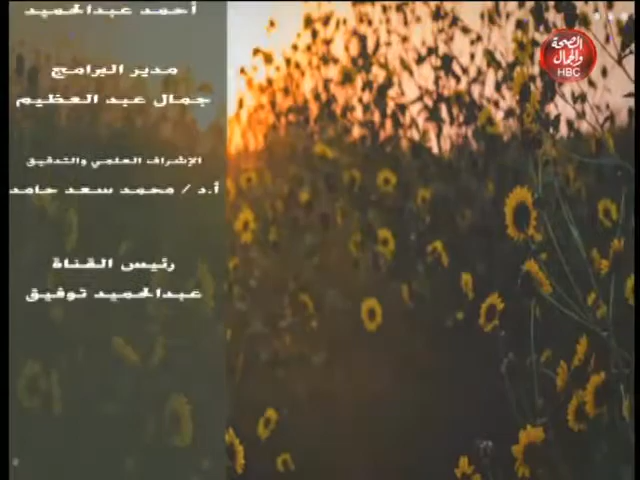 أحمد عبدالحميد
مدير البرامج
جمال عبد العظيم
الإشراف العلمي والتدقيق
أ.د / محمد سعد حامد
رئيس القناة
عبدالحميد توفيق
الصحة
والجمال
HBC